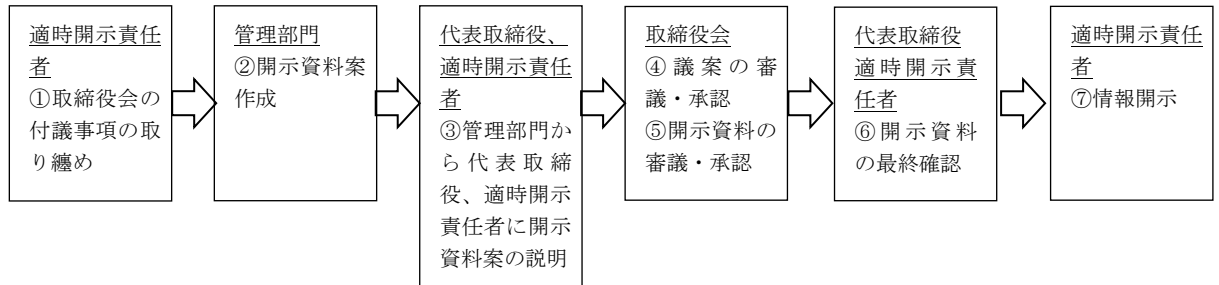 適時開示責任
者
①取締役会の
付議事項の取
り纏め
管理部門
②開示資料案
作成
代表取締役、
適時開示責任
者
③管理部門か
ら代表取締
役、適時開示
責任者に開示
資料案の説明
取締役会
④議案の審
議・承認
⑤開示資料の
審議・承認
代表取締役
適時開示責
任者
⑥開示資料
の最終確認
適時開示責任
者
⑦情報開示